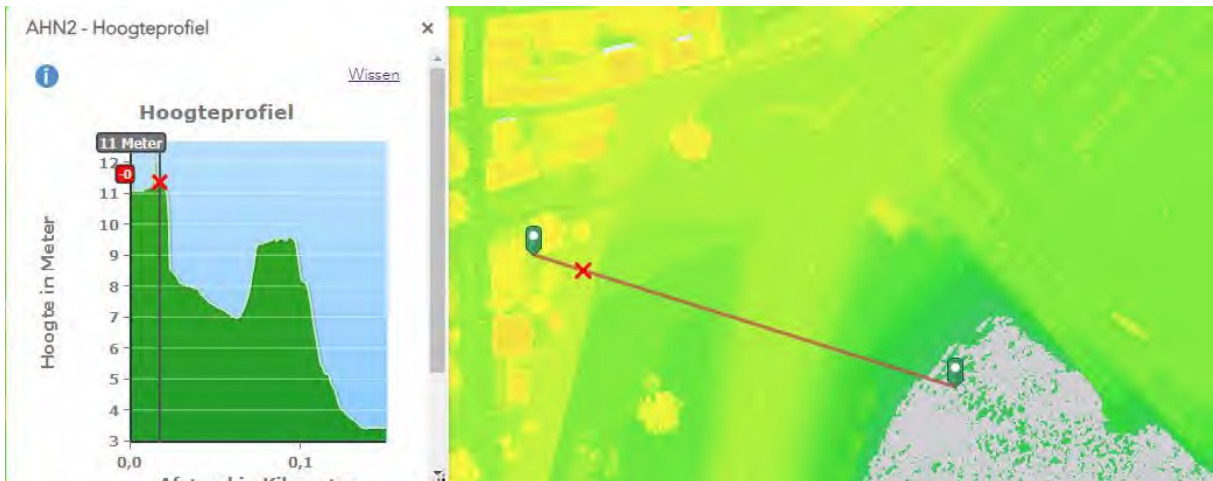 AHN2 - Hoogteprofiel
×
i
Wissen
Hoogteprofiel
11 Meter
12
-0
11
10
9
8
7
6
5
4
3
Hoogte in Meter
0,0
0,1